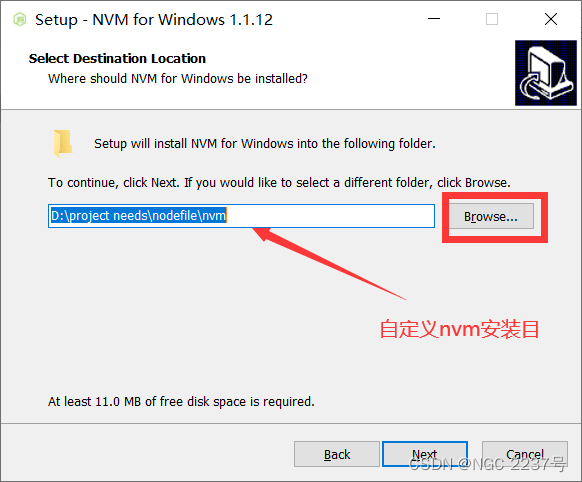 Setup - NVM for Windows 1.1.12
Select Destination Location
Where should NVM for Windows be installed?
Setup will install NVM for Windows into the following folder.
To continue, click Next. If you would like to select a different folder, click Browse.
D:\project needs\nodefile\nvm
Browse...
自定义nvm安装目
At least 11.0 MB of free disk space is required.
Back
Next
Cancel
CSDN @NGC-2237号